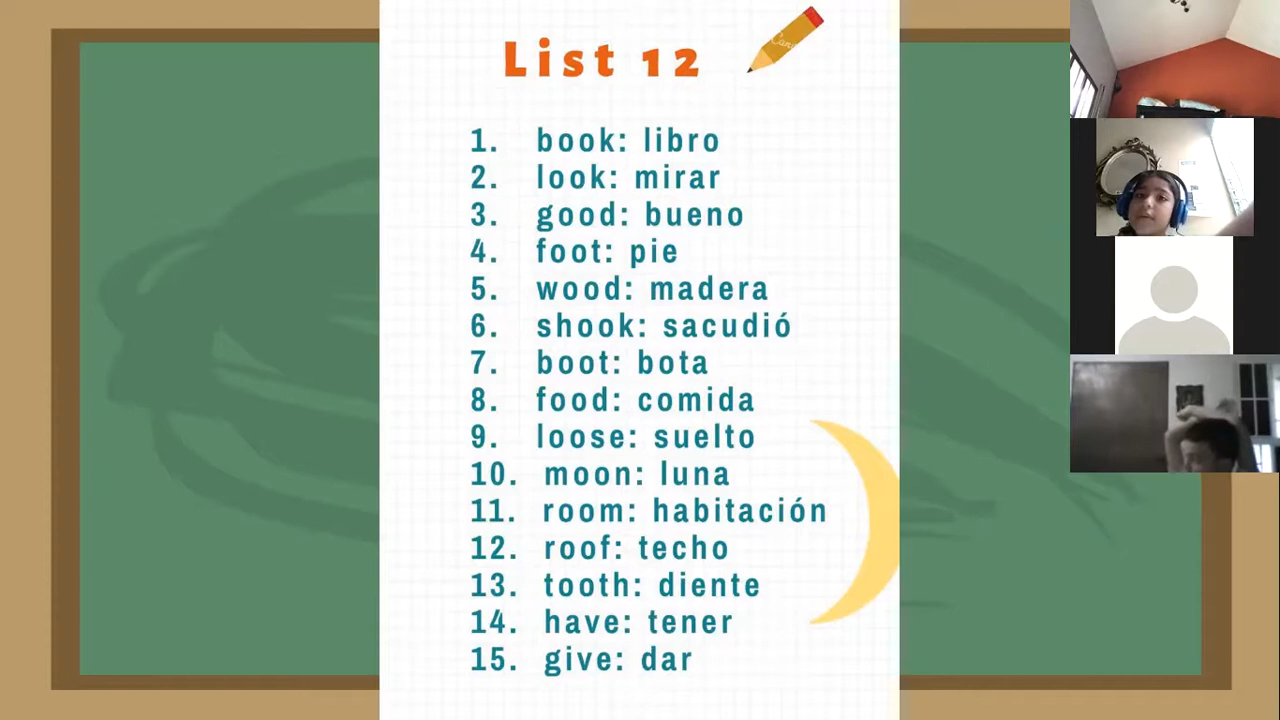 List 12
Canva
1. book: libro
2. look: mirar
3. good: bueno
4. foot: pie
5. wood: madera
6. shook: sacudió
7. boot: bota
8. food: comida
9. loose: suelto
10. moon: luna
11. room: habitación
12. roof: techo
13. tooth: diente
14. have: tener
15. give: dar